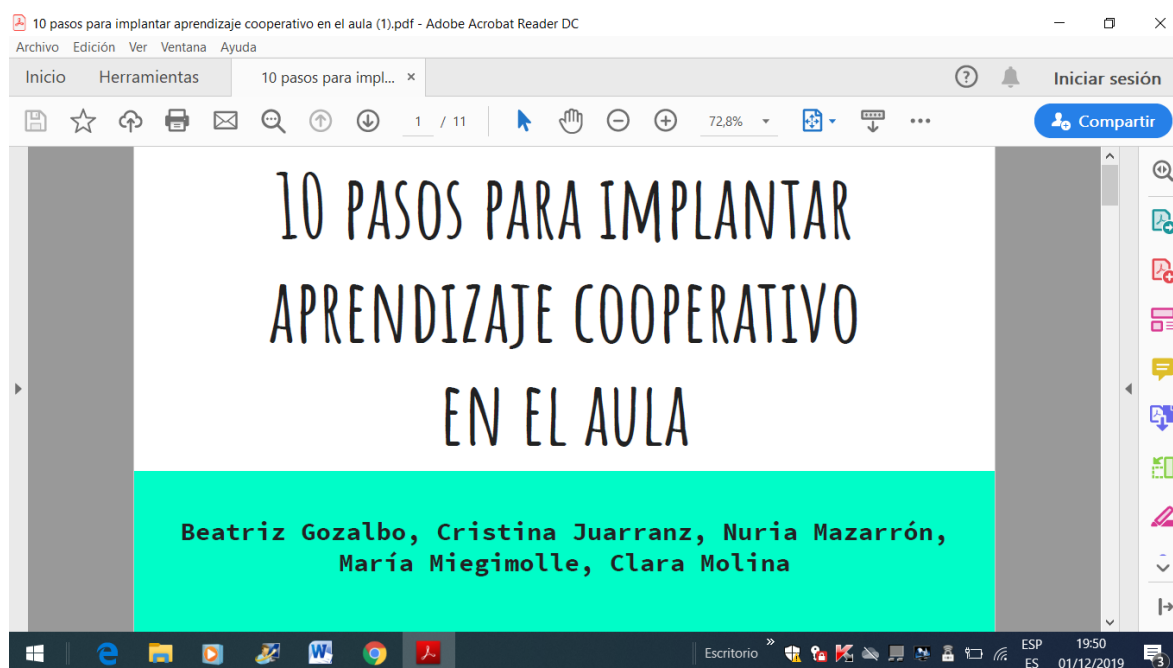 10 pasos para implantar aprendizaje cooperativo en el aula (1).pdf - Adobe Acrobat Reader DC
Archivo Edición Ver Ventana Ayuda
Inicio Herramientas 10 pasos para impl... × Iniciar sesión
1 / 11 72,8% Compartir
10 PASOS PARA IMPLANTAR
APRENDIZAJE COOPERATIVO
EN EL AULA
Beatriz Gozalbo, Cristina Juarranz, Nuria Mazarrón,
María Miegimolle, Clara Molina
Escritorio » ESP 19:50
ES 01/12/2019